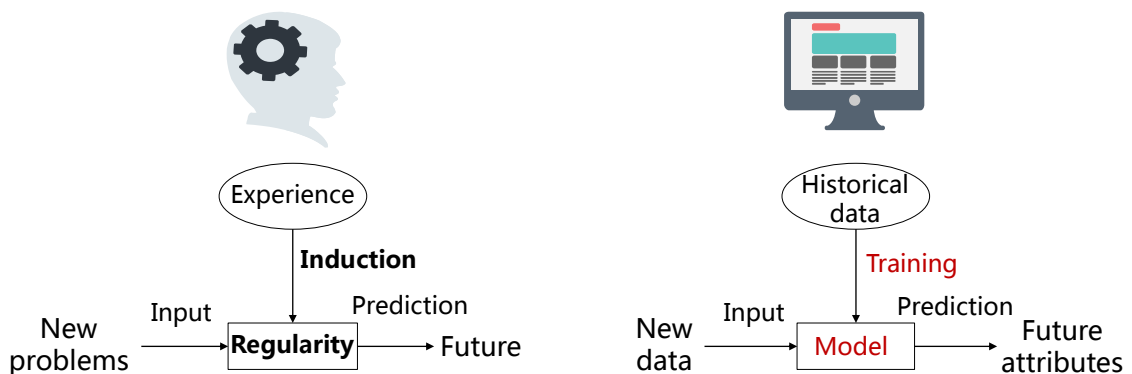 Experience
Induction
Input
Prediction
New
problems
Regularity
Future
Historical
data
Training
Input
Prediction
New
data
Model
Future
attributes